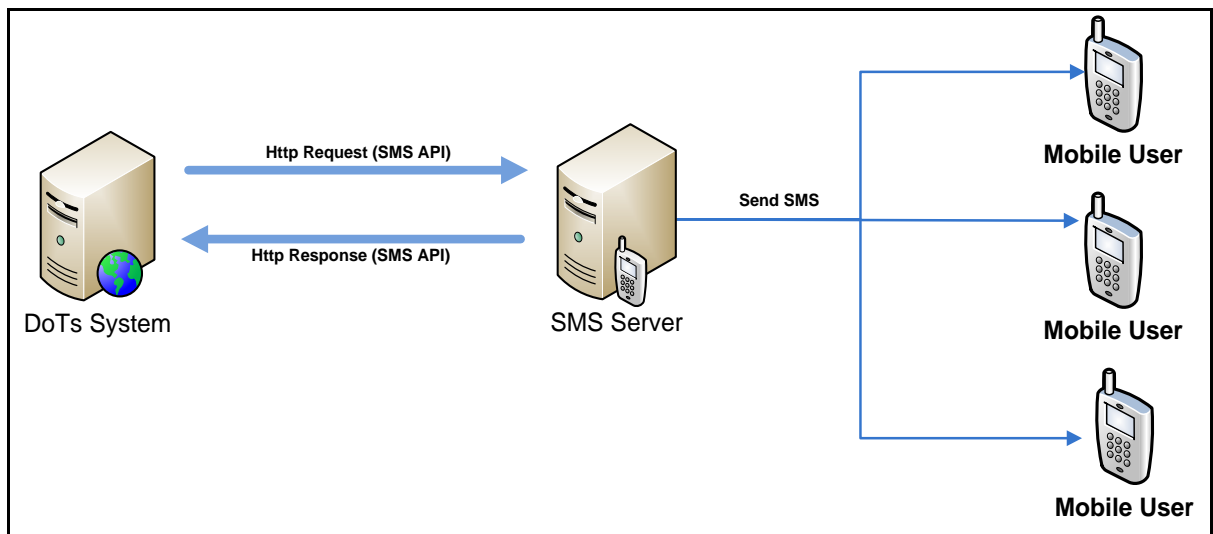 Http Request (SMS API)
Http Response (SMS API)
DoTs System
SMS Server
Send SMS
Mobile User
Mobile User
Mobile User